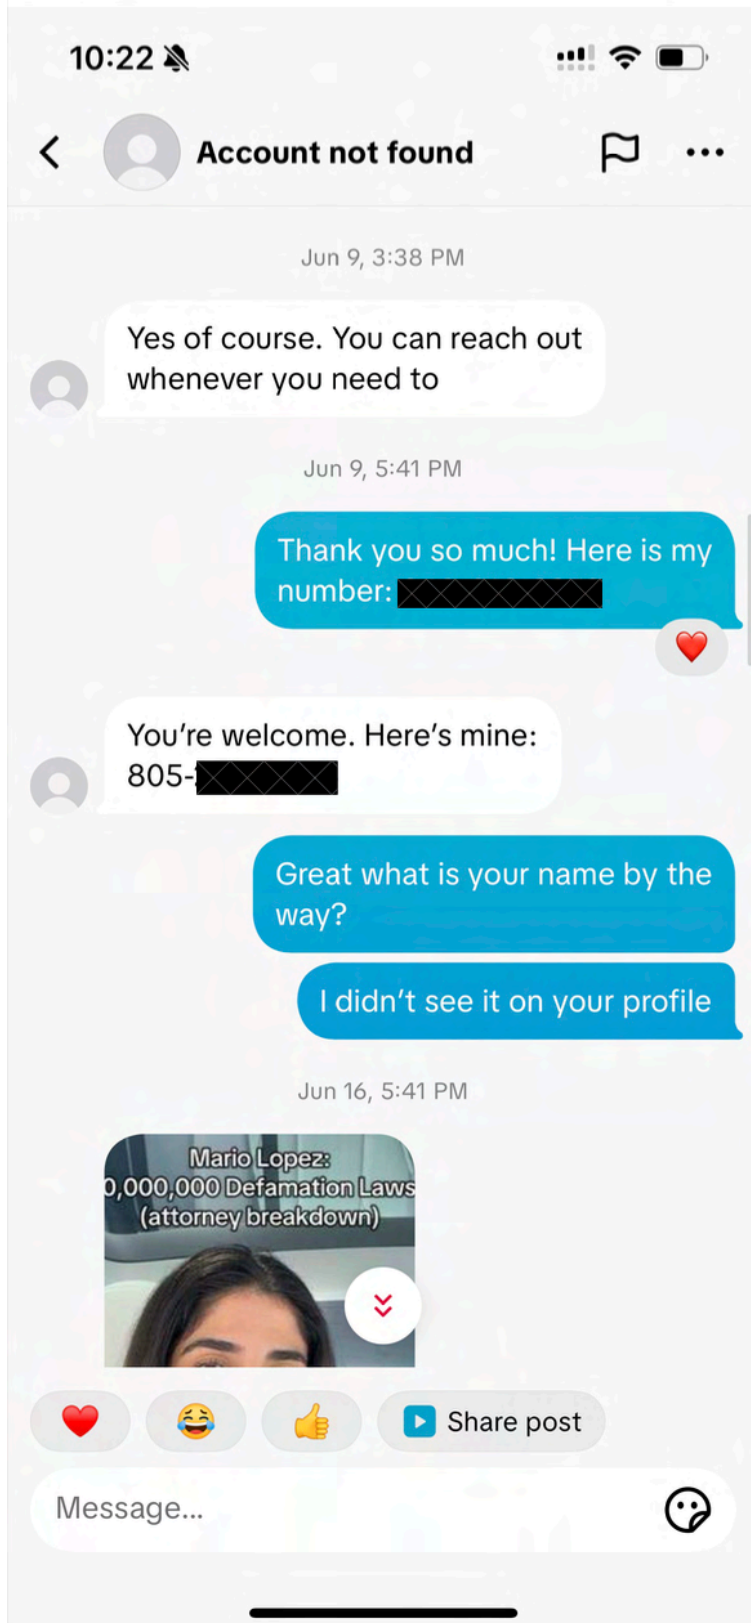 10:22
Account not found
Jun 9, 3:38 PM
Yes of course. You can reach out
whenever you need to
Jun 9, 5:41 PM
Thank you so much! Here is my
number:
You’re welcome. Here’s mine:
805-
Great what is your name by the
way?
I didn’t see it on your profile
Jun 16, 5:41 PM
Mario Lopez:
0,000,000 Defamation Laws
(attorney breakdown)
Share post
Message...